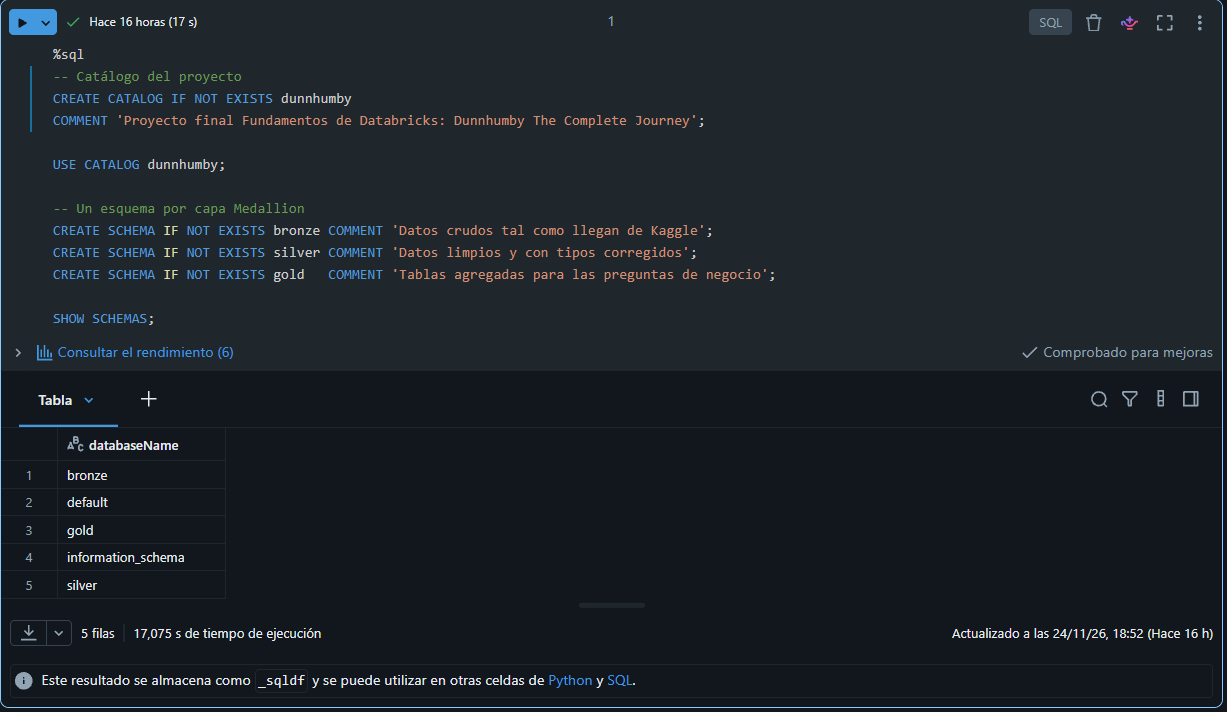 Hace 16 horas (17 s)
1
SQL
%sql
-- Catálogo del proyecto
CREATE CATALOG IF NOT EXISTS dunnhumby
COMMENT 'Proyecto final Fundamentos de Databricks: Dunnhumby The Complete Journey';
USE CATALOG dunnhumby;
-- Un esquema por capa Medallion
CREATE SCHEMA IF NOT EXISTS bronze COMMENT 'Datos crudos tal como llegan de Kaggle';
CREATE SCHEMA IF NOT EXISTS silver COMMENT 'Datos limpios y con tipos corregidos';
CREATE SCHEMA IF NOT EXISTS gold   COMMENT 'Tablas agregadas para las preguntas de negocio';
SHOW SCHEMAS;
Consultar el rendimiento (6)
Comprobado para mejoras
Tabla
ABC databaseName
1 bronze
2 default
3 gold
4 information_schema
5 silver
5 filas
17,075 s de tiempo de ejecución
Actualizado a las 24/11/26, 18:52 (Hace 16 h)
Este resultado se almacena como _sqldf y se puede utilizar en otras celdas de Python y SQL.